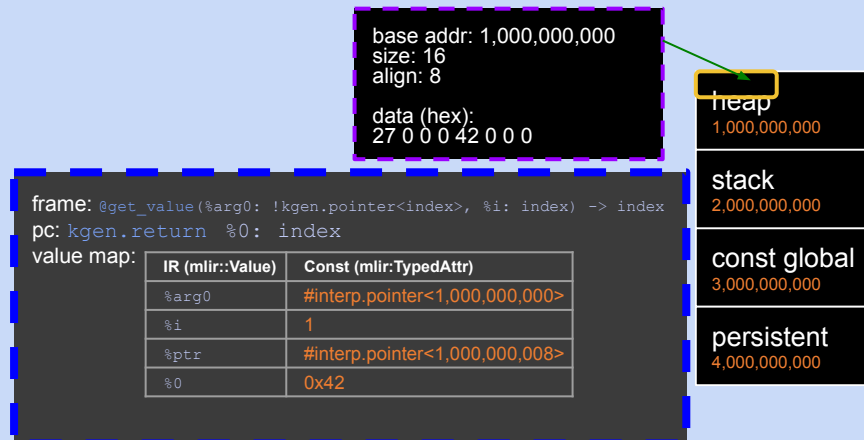 base addr: 1,000,000,000
size: 16
align: 8
data (hex):
27 0 0 0 42 0 0 0
heap
1,000,000,000
stack
2,000,000,000
const global
3,000,000,000
persistent
4,000,000,000
frame: @get_value(%arg0: !kgen.pointer<index>, %i: index) -> index
pc: kgen.return %0: index
value map:
IR (mlir::Value) Const (mlir:TypedAttr)
%arg0 #interp.pointer<1,000,000,000>
%i 1
%ptr #interp.pointer<1,000,000,008>
%0 0x42